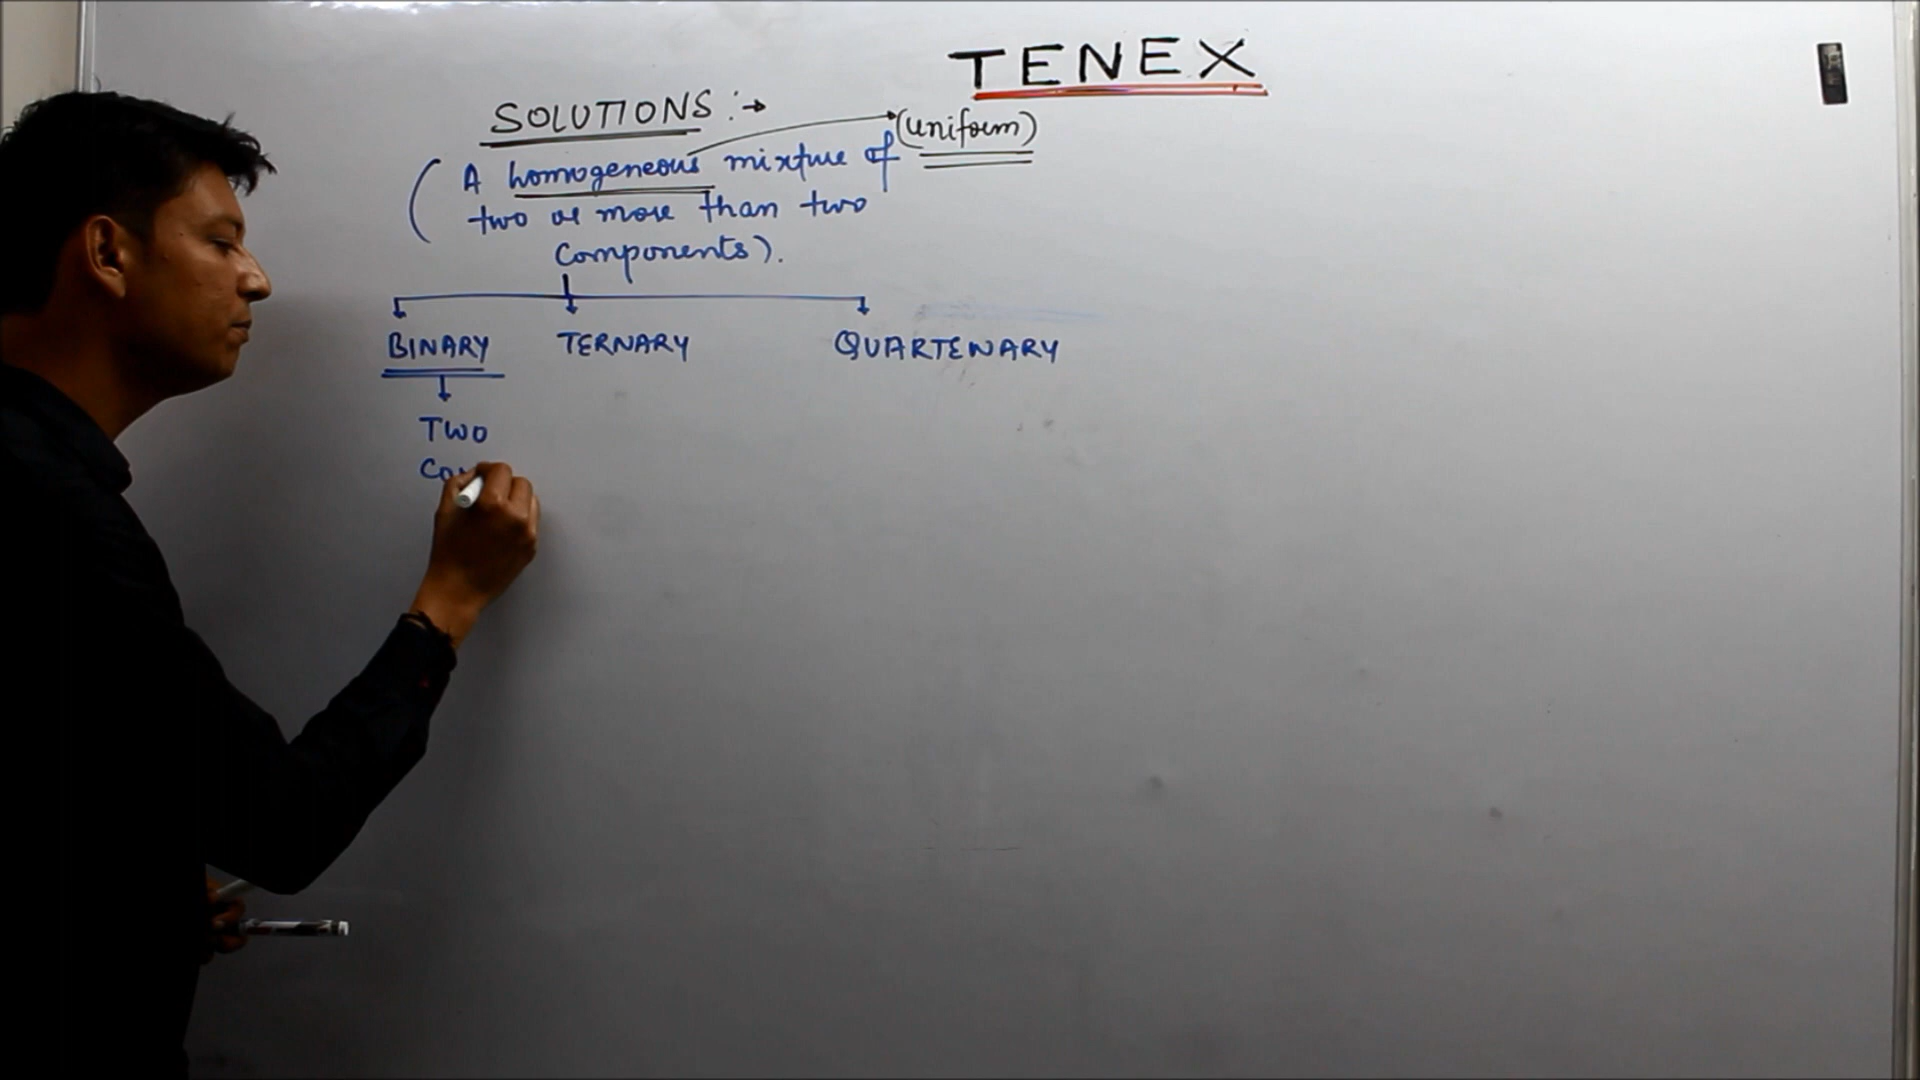 TENEX
SOLUTIONS :→
(uniform)
( A homogeneous mixture of
two or more than two
Components).
BINARY TERNARY QUARTENARY
TWO